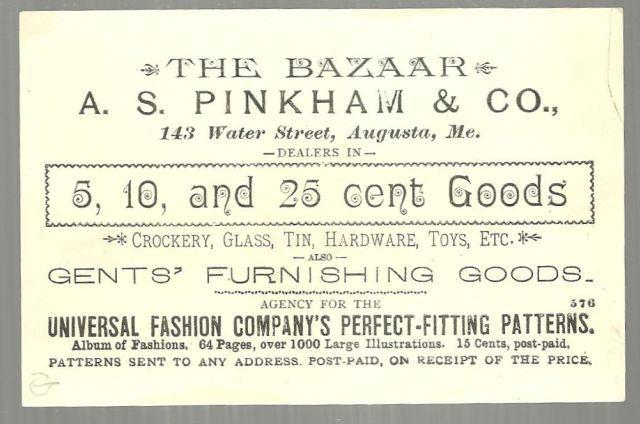 THE BAZAAR
A. S. PINKHAM & CO.,
143 Water Street, Augusta, Me.
—DEALERS IN—
5, 10, and 25 cent Goods
CROCKERY, GLASS, TIN, HARDWARE, TOYS, ETC.
— ALSO —
GENTS' FURNISHING GOODS.
AGENCY FOR THE 576
UNIVERSAL FASHION COMPANY'S PERFECT-FITTING PATTERNS.
Album of Fashions, 64 Pages, over 1000 Large Illustrations. 15 Cents, post-paid,
PATTERNS SENT TO ANY ADDRESS, POST-PAID, ON RECEIPT OF THE PRICE.